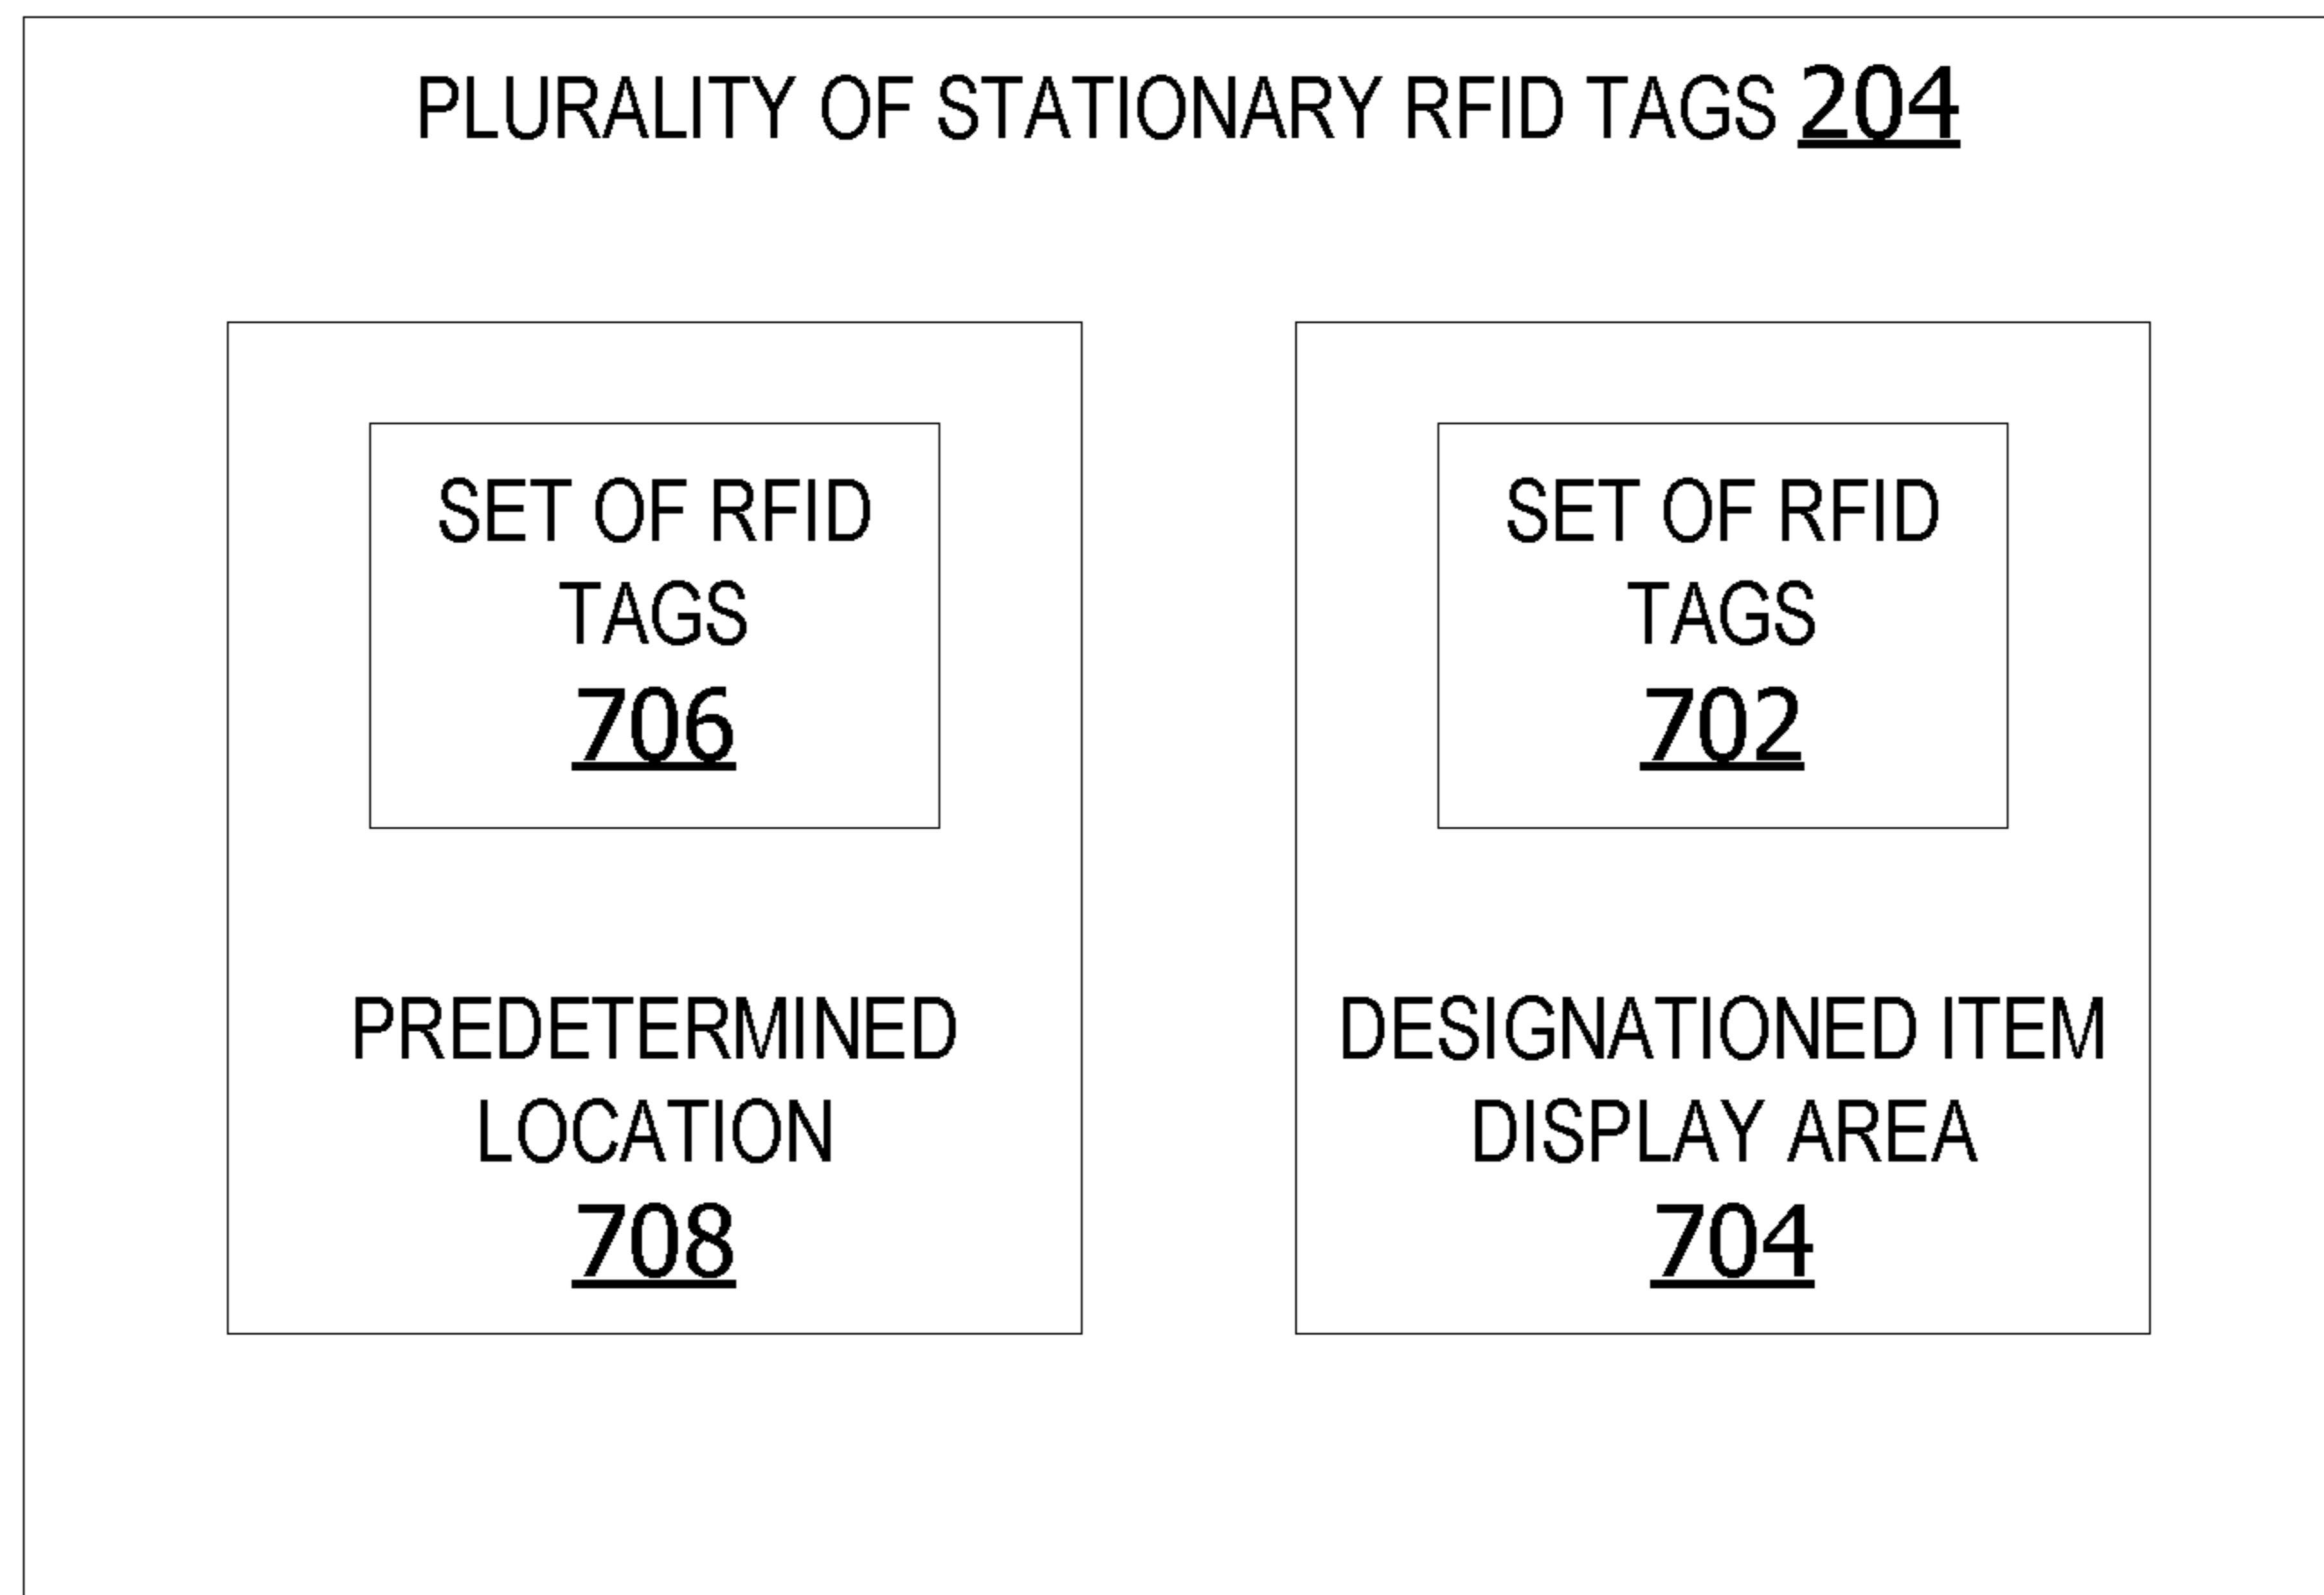 PLURALITY OF STATIONARY RFID TAGS 204
SET OF RFID
TAGS
706
PREDETERMINED
LOCATION
708
SET OF RFID
TAGS
702
DESIGNATIONED ITEM
DISPLAY AREA
704